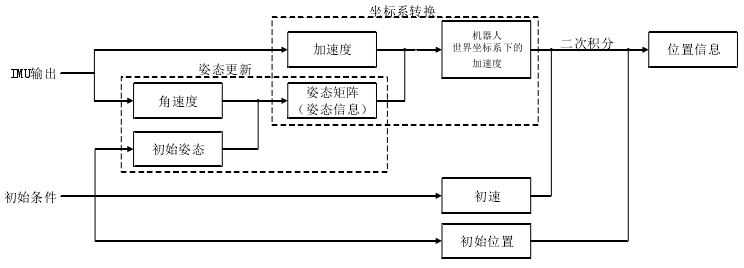 坐标系转换
加速度
机器人
世界坐标系下的
加速度
二次积分
位置信息
IMU输出
姿态更新
角速度
姿态矩阵
（姿态信息）
初始姿态
初始条件
初速
初始位置